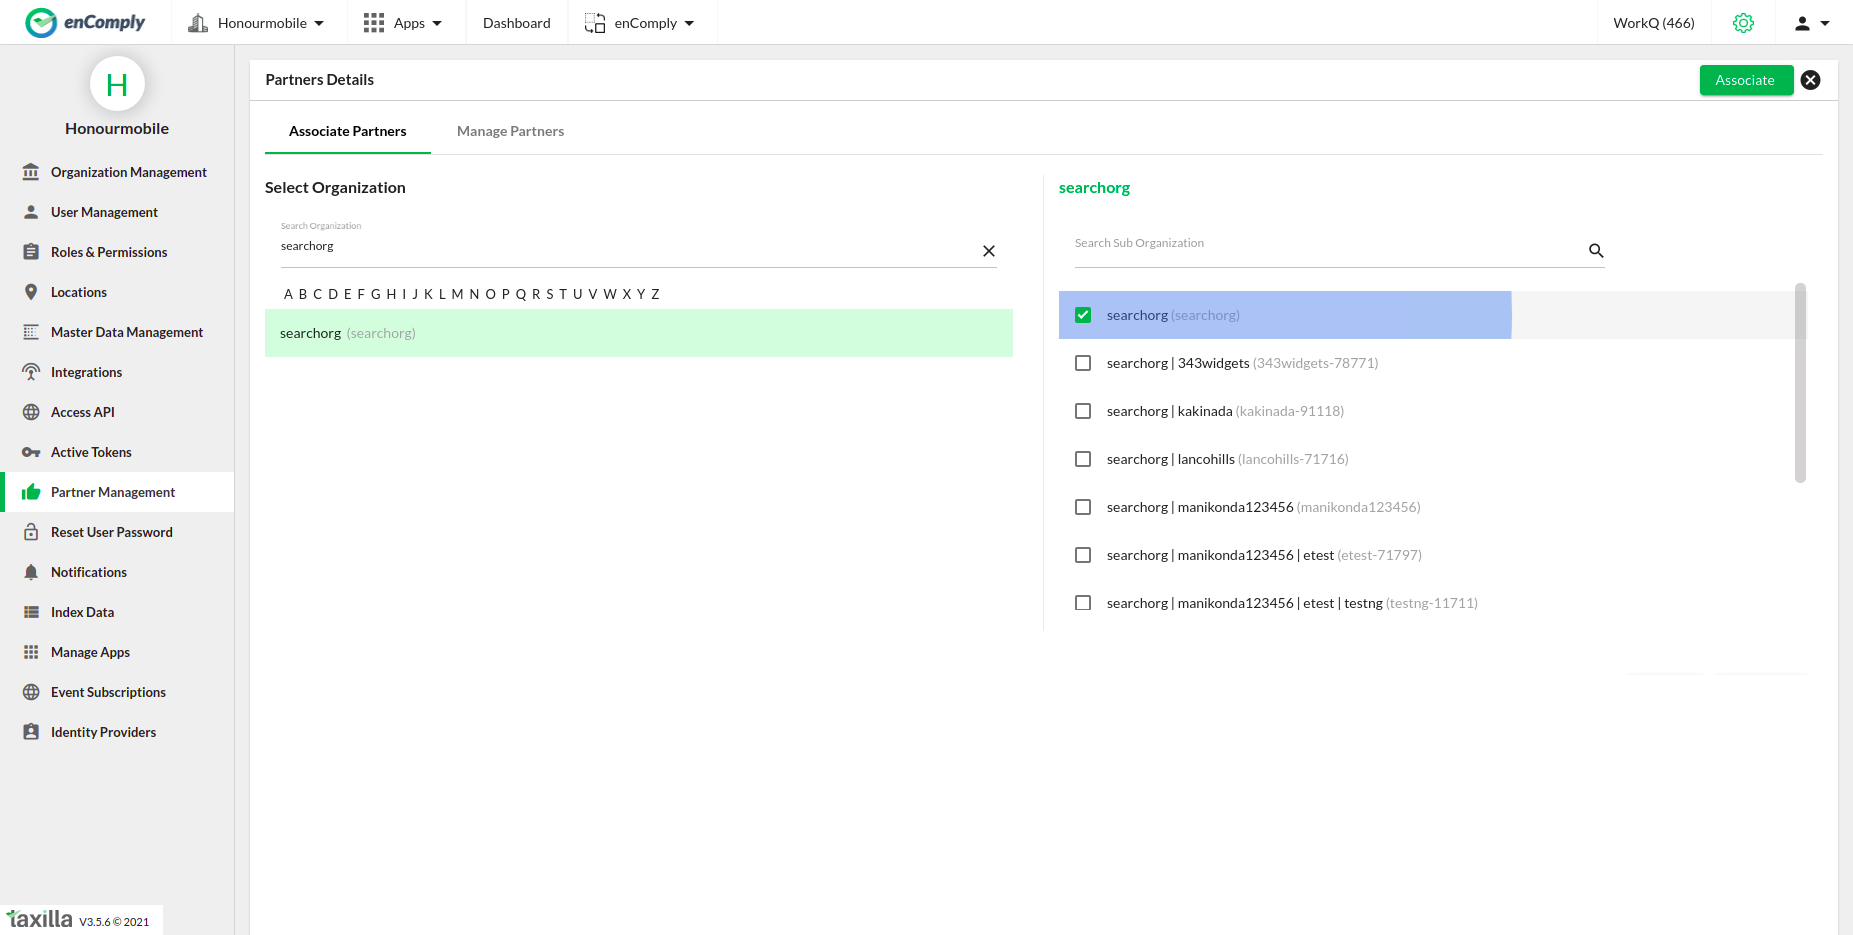 enComply
Honourmobile
Apps
Dashboard
enComply
WorkQ (466)
H
Honourmobile
Organization Management
User Management
Roles & Permissions
Locations
Master Data Management
Integrations
Access API
Active Tokens
Partner Management
Reset User Password
Notifications
Index Data
Manage Apps
Event Subscriptions
Identity Providers
taxilla V3.5.6 © 2021
Partners Details
Associate
Associate Partners
Manage Partners
Select Organization
Search Organization
searchorg
A B C D E F G H I J K L M N O P Q R S T U V W X Y Z
searchorg (searchorg)
searchorg
Search Sub Organization
searchorg (searchorg)
searchorg | 343widgets (343widgets-78771)
searchorg | kakinada (kakinada-91118)
searchorg | lancohills (lancohills-71716)
searchorg | manikonda123456 (manikonda123456)
searchorg | manikonda123456 | etest (etest-71797)
searchorg | manikonda123456 | etest | testng (testng-11711)